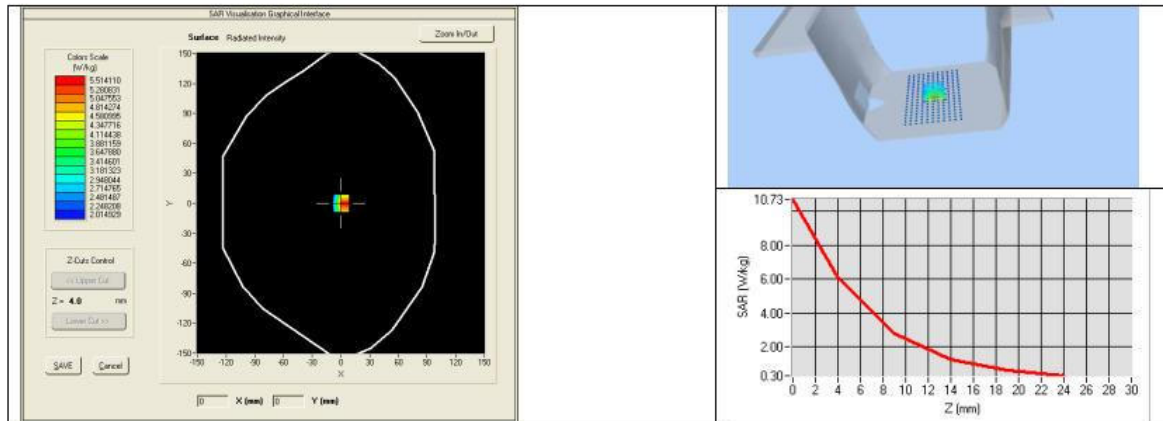 SAR Visualisation Graphical Interface
Surface Radiated Intensity
Zoom In/Out
Colors Scale
(W/kg)
5.514110
5.280831
5.047553
4.814274
4.580995
4.347716
4.114438
3.881159
3.647880
3.414601
3.181323
2.948044
2.714765
2.481487
2.248208
2.014929
Z-Cuts Control
<< Upper Cut
Z = 4.0 mm
Lower Cut >>
SAVE Cancel
150
120
90
60
30
0
-30
-60
-90
-120
-150
Y
-150 -120 -90 -60 -30 0 30 60 90 120 150
X
0 X (mm) 0 Y (mm)
10.73
8.00
6.00
4.00
2.00
0.30
SAR (W/kg)
0 2 4 6 8 10 12 14 16 18 20 22 24 26 28 30
Z (mm)